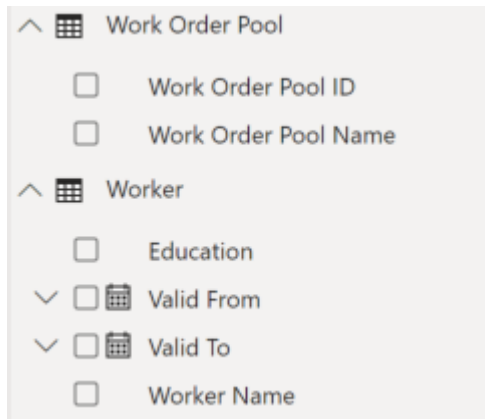 Work Order Pool
Work Order Pool ID
Work Order Pool Name
Worker
Education
Valid From
Valid To
Worker Name